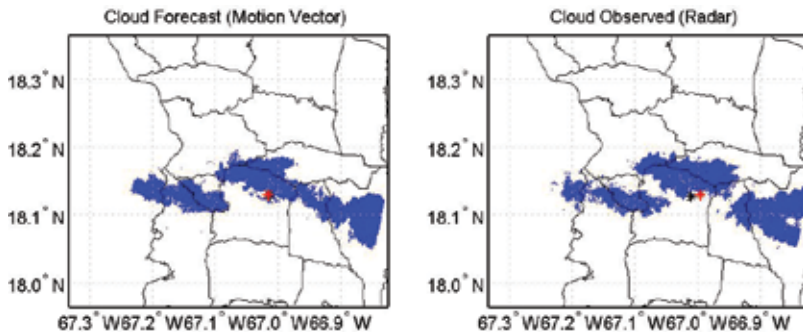 Cloud Forecast (Motion Vector)
18.3° N
18.2° N
18.1° N
18.0° N
67.3° W67.2° W67.1° W67.0° W66.9° W
Cloud Observed (Radar)
18.3° N
18.2° N
18.1° N
18.0° N
67.3° W67.2° W67.1° W67.0° W66.9° W